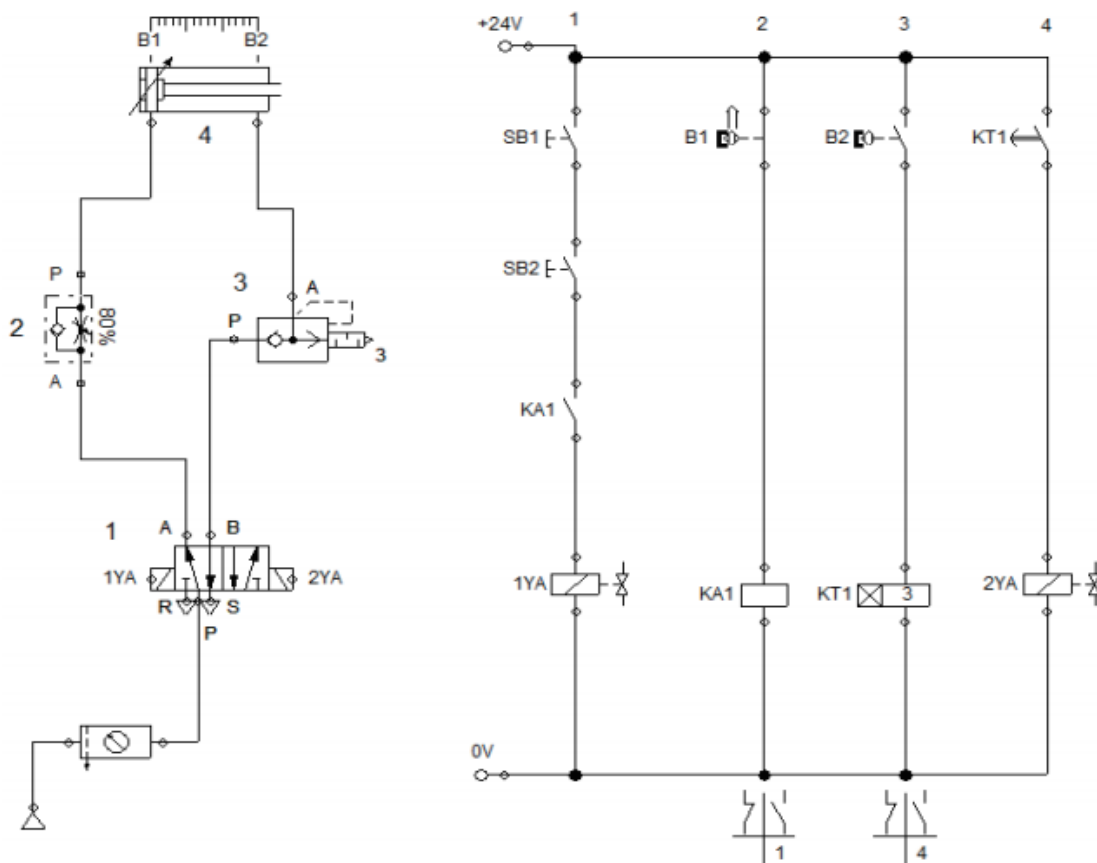 B1 B2
4
P
2
80%
A
3
A
P
3
1
A B
1YA 2YA
R S
P
1 2 3 4
+24V
SB1 B1 B2 KT1
SB2
KA1
1YA KA1 KT1 3 2YA
0V
1 4